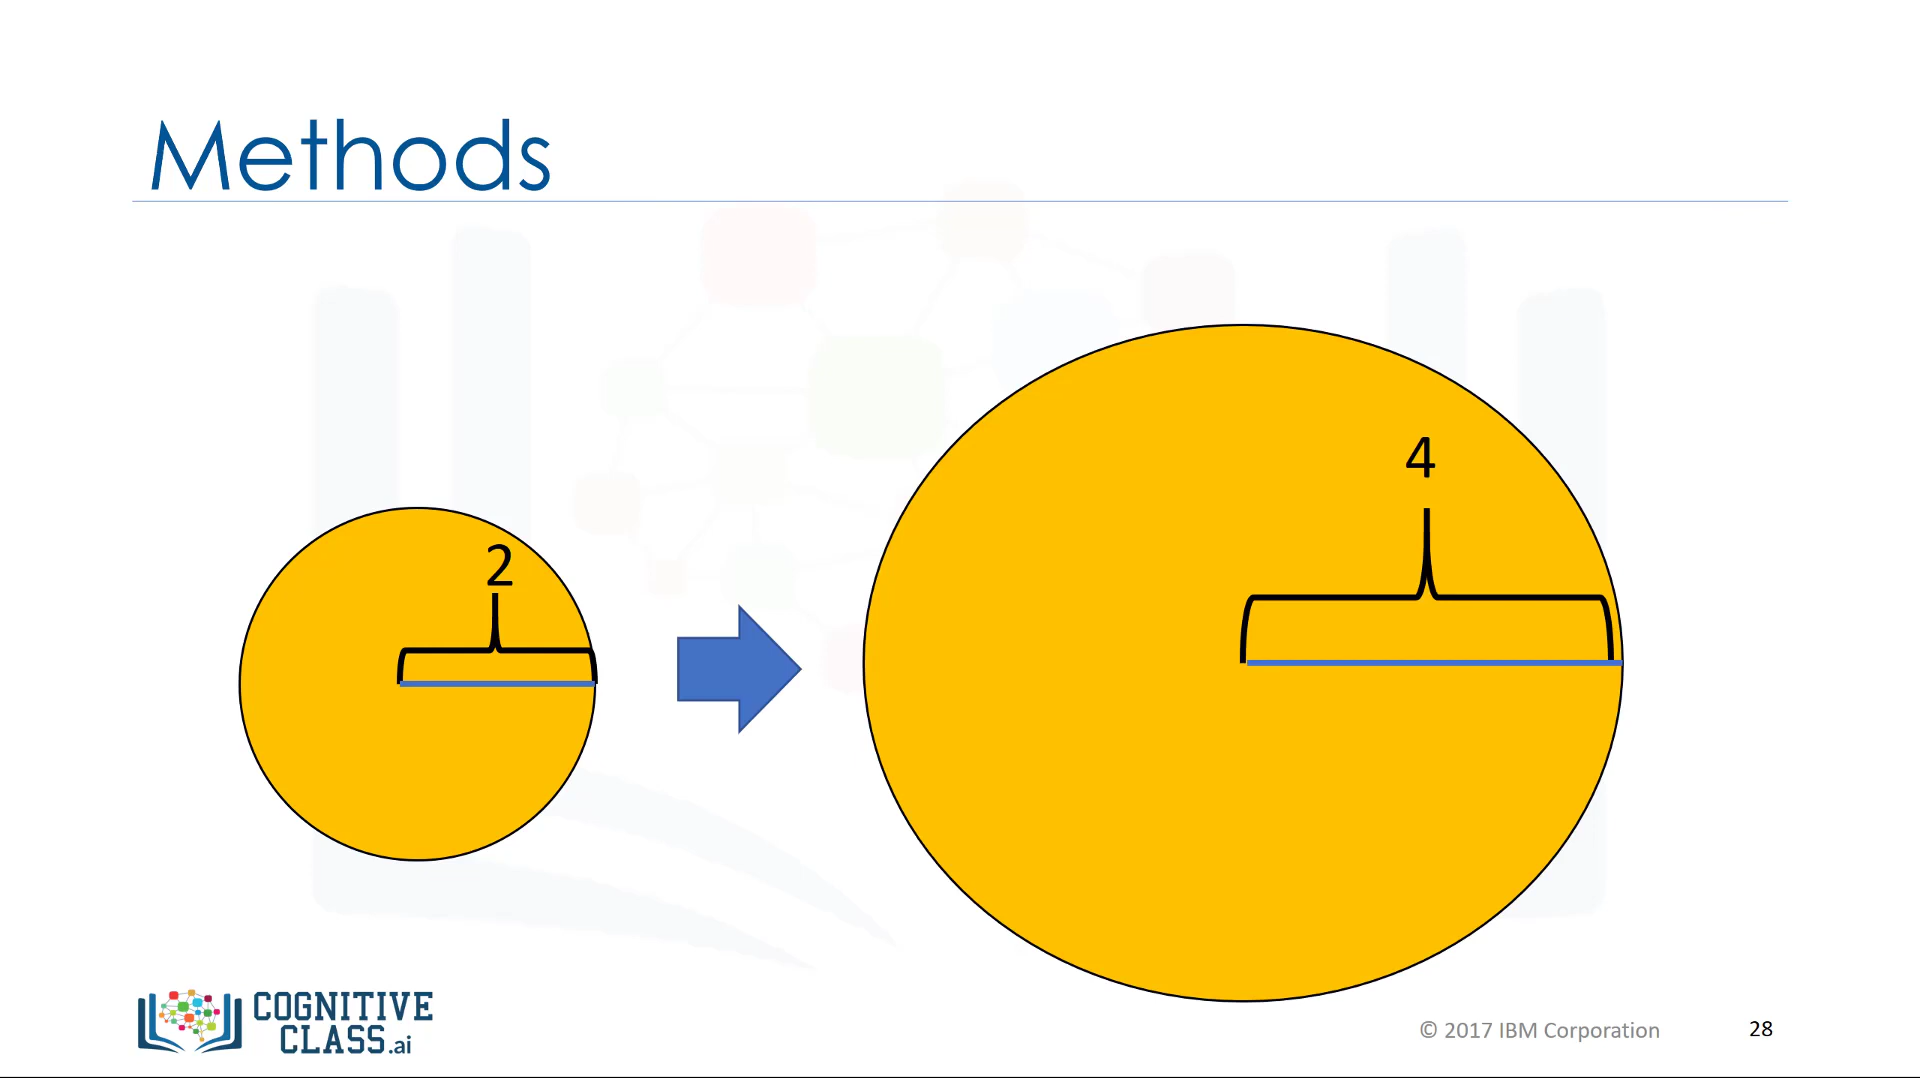 Methods
2
4
COGNITIVE
CLASS.ai
© 2017 IBM Corporation
28